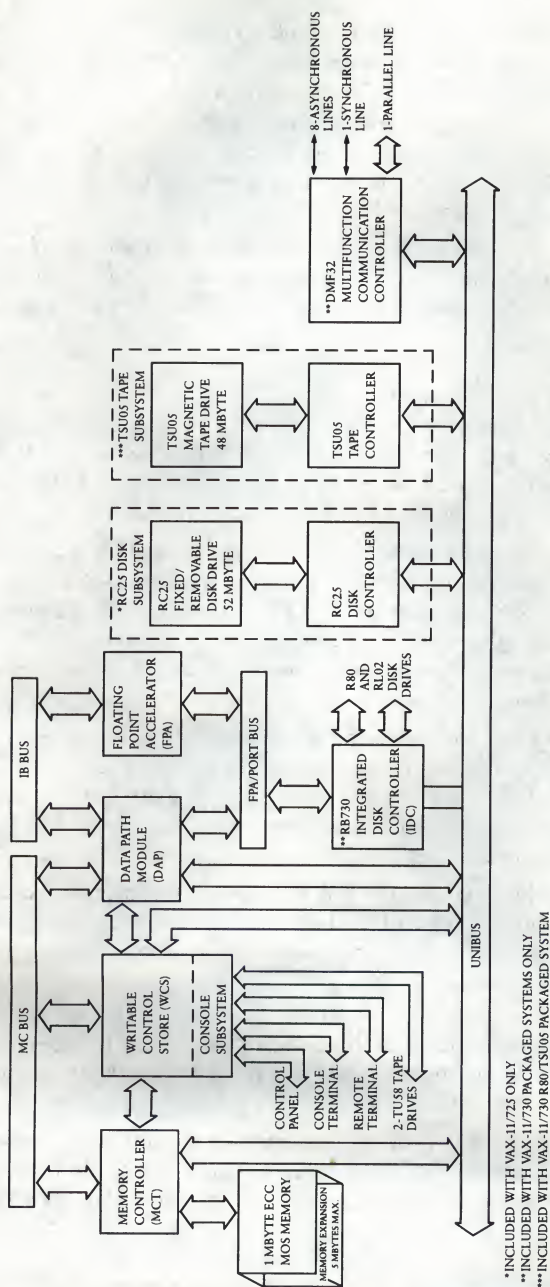 MC BUS
IB BUS
MEMORY
CONTROLLER
(MCT)
WRITABLE
CONTROL
STORE (WCS)
CONSOLE
SUBSYSTEM
DATA PATH
MODULE
(DAP)
FLOATING
POINT
ACCELERATOR
(FPA)
1 MBYTE ECC
MOS MEMORY
MEMORY EXPANSION
5 MBYTES MAX.
CONTROL
PANEL
CONSOLE
TERMINAL
REMOTE
TERMINAL
2-TU58 TAPE
DRIVES
FPA/PORT BUS
**RB730
INTEGRATED
DISK
CONTROLLER
(IDC)
R80
AND
RL02
DISK
DRIVES
*RC25 DISK
SUBSYSTEM
RC25
FIXED/
REMOVABLE
DISK DRIVE
52 MBYTE
RC25
DISK
CONTROLLER
***TSU05 TAPE
SUBSYSTEM
TSU05
MAGNETIC
TAPE DRIVE
48 MBYTE
TSU05
TAPE
CONTROLLER
**DMF32
MULTIFUNCTION
COMMUNICATION
CONTROLLER
8-ASYNCHRONOUS
LINES
1-SYNCHRONOUS
LINE
1-PARALLEL LINE
UNIBUS
*INCLUDED WITH VAX-11/725 ONLY
**INCLUDED WITH VAX-11/730 PACKAGED SYSTEMS ONLY
***INCLUDED WITH VAX-11/730 R80/TSU05 PACKAGED SYSTEM